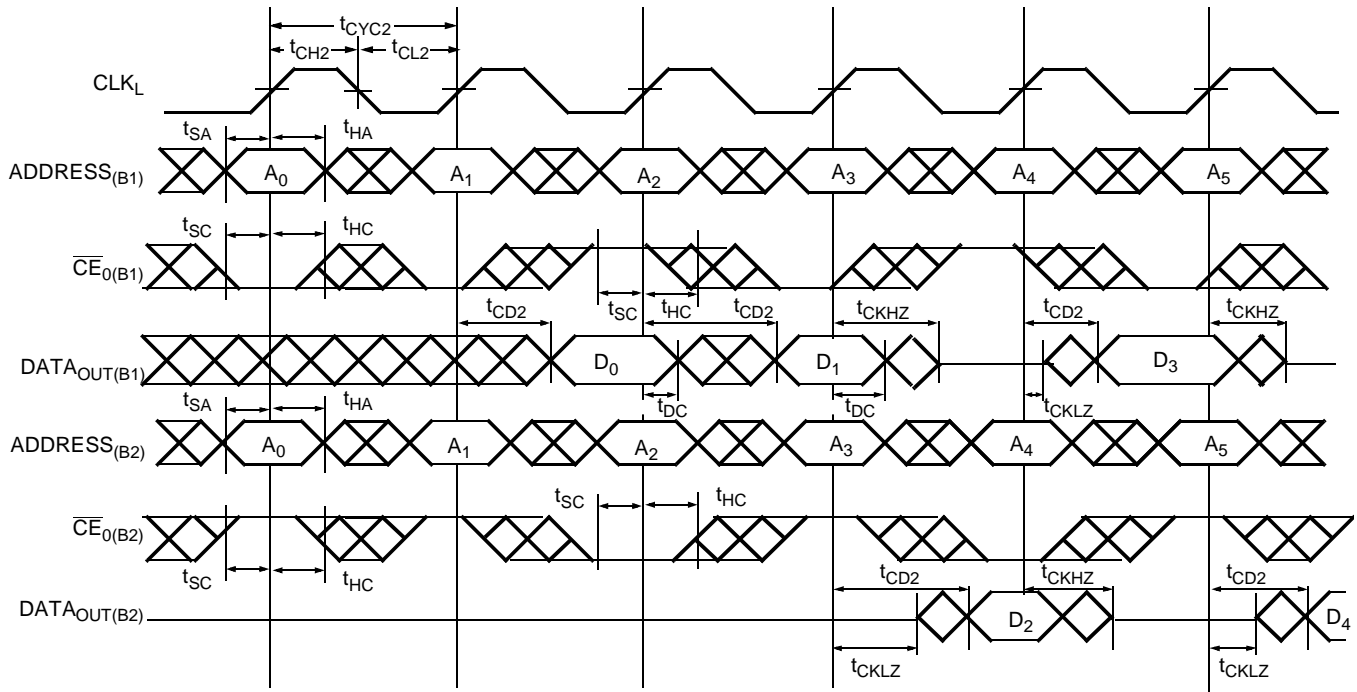 tCYC2
tCH2 tCL2
CLKL
tSA tHA
ADDRESS(B1) A0 A1 A2 A3 A4 A5
tSC tHC
CE0(B1)
tSC tHC
tCD2 tCD2 tCKHZ tCD2 tCKHZ
DATAOUT(B1) D0 D1 D3
tDC tDC tCKLZ
tSA tHA
ADDRESS(B2) A0 A1 A2 A3 A4 A5
tSC tHC
CE0(B2)
tSC tHC
tCD2 tCKHZ tCD2
DATAOUT(B2) D2 D4
tCKLZ tCKLZ